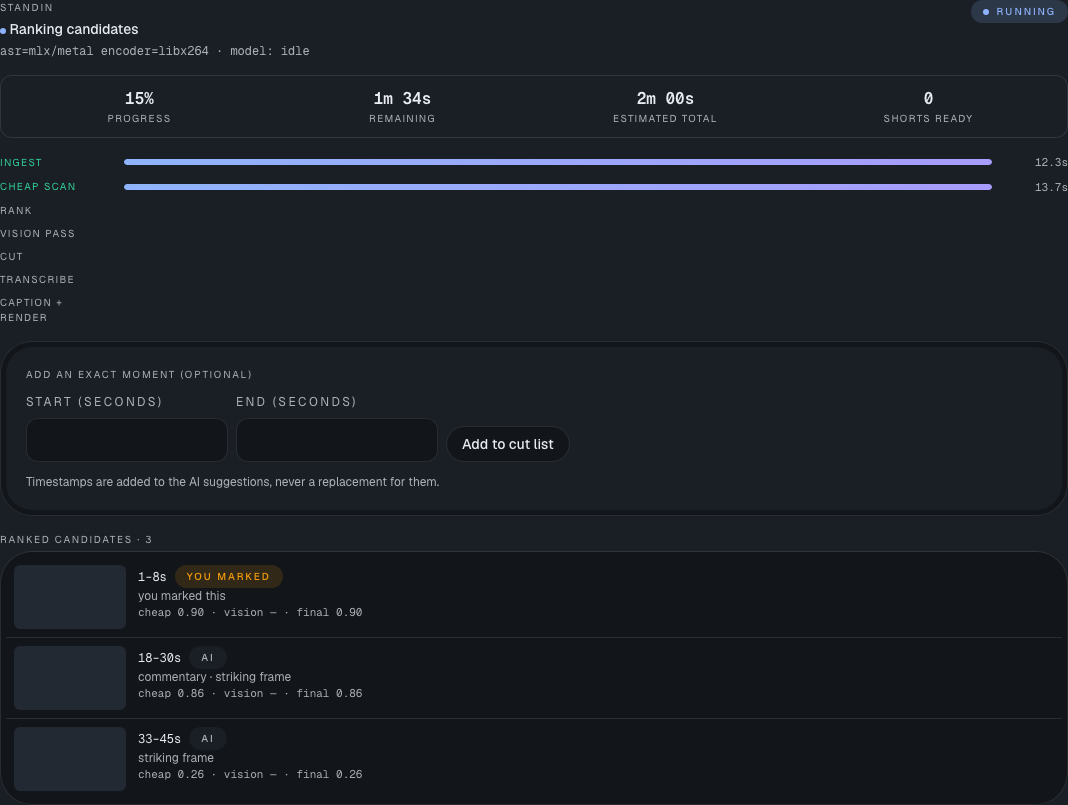 STANDIN
RUNNING
Ranking candidates
asr=mlx/metal encoder=libx264 · model: idle
15% 1m 34s 2m 00s 0
PROGRESS REMAINING ESTIMATED TOTAL SHORTS READY
INGEST 12.3s
CHEAP SCAN 13.7s
RANK
VISION PASS
CUT
TRANSCRIBE
CAPTION +
RENDER
ADD AN EXACT MOMENT (OPTIONAL)
START (SECONDS) END (SECONDS)
Add to cut list
Timestamps are added to the AI suggestions, never a replacement for them.
RANKED CANDIDATES · 3
1–8s YOU MARKED
you marked this
cheap 0.90 · vision — · final 0.90
18–30s AI
commentary · striking frame
cheap 0.86 · vision — · final 0.86
33–45s AI
striking frame
cheap 0.26 · vision — · final 0.26